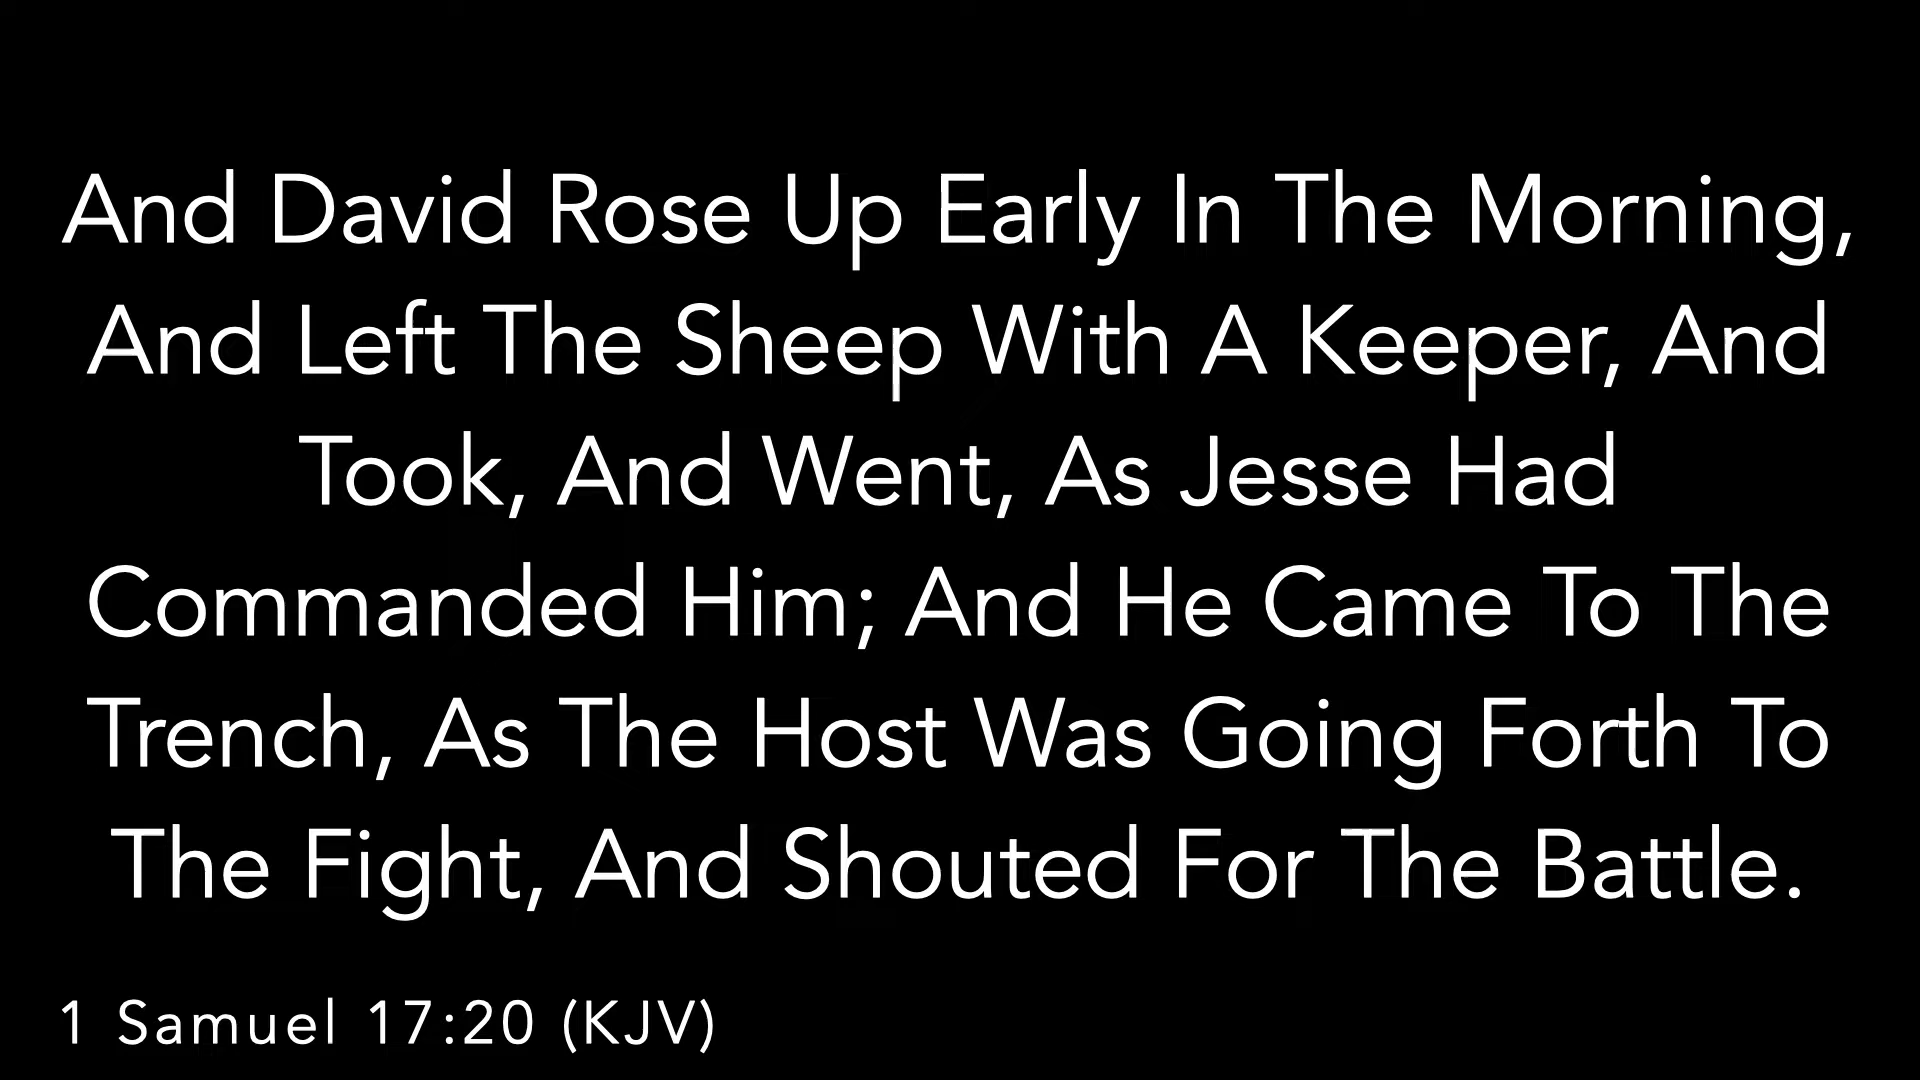 And David Rose Up Early In The Morning,
And Left The Sheep With A Keeper, And
Took, And Went, As Jesse Had
Commanded Him; And He Came To The
Trench, As The Host Was Going Forth To
The Fight, And Shouted For The Battle.
1 Samuel 17:20 (KJV)